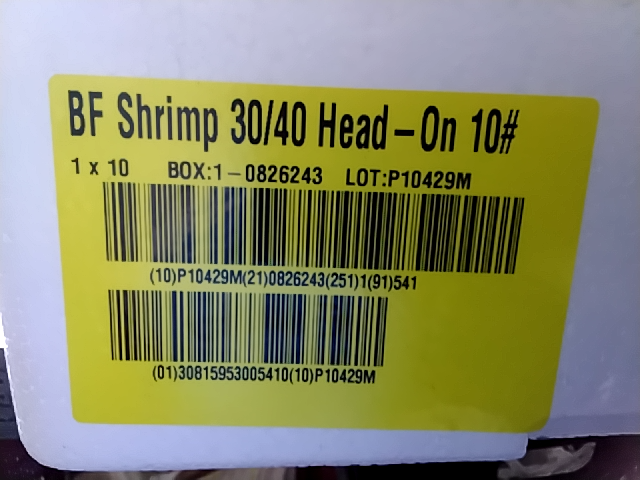 BF Shrimp 30/40 Head-On 10#
1 x 10 BOX:1-0826243 LOT:P10429M
(10)P10429M(21)0826243(251)1(91)541
(01)30815953005410(10)P10429M